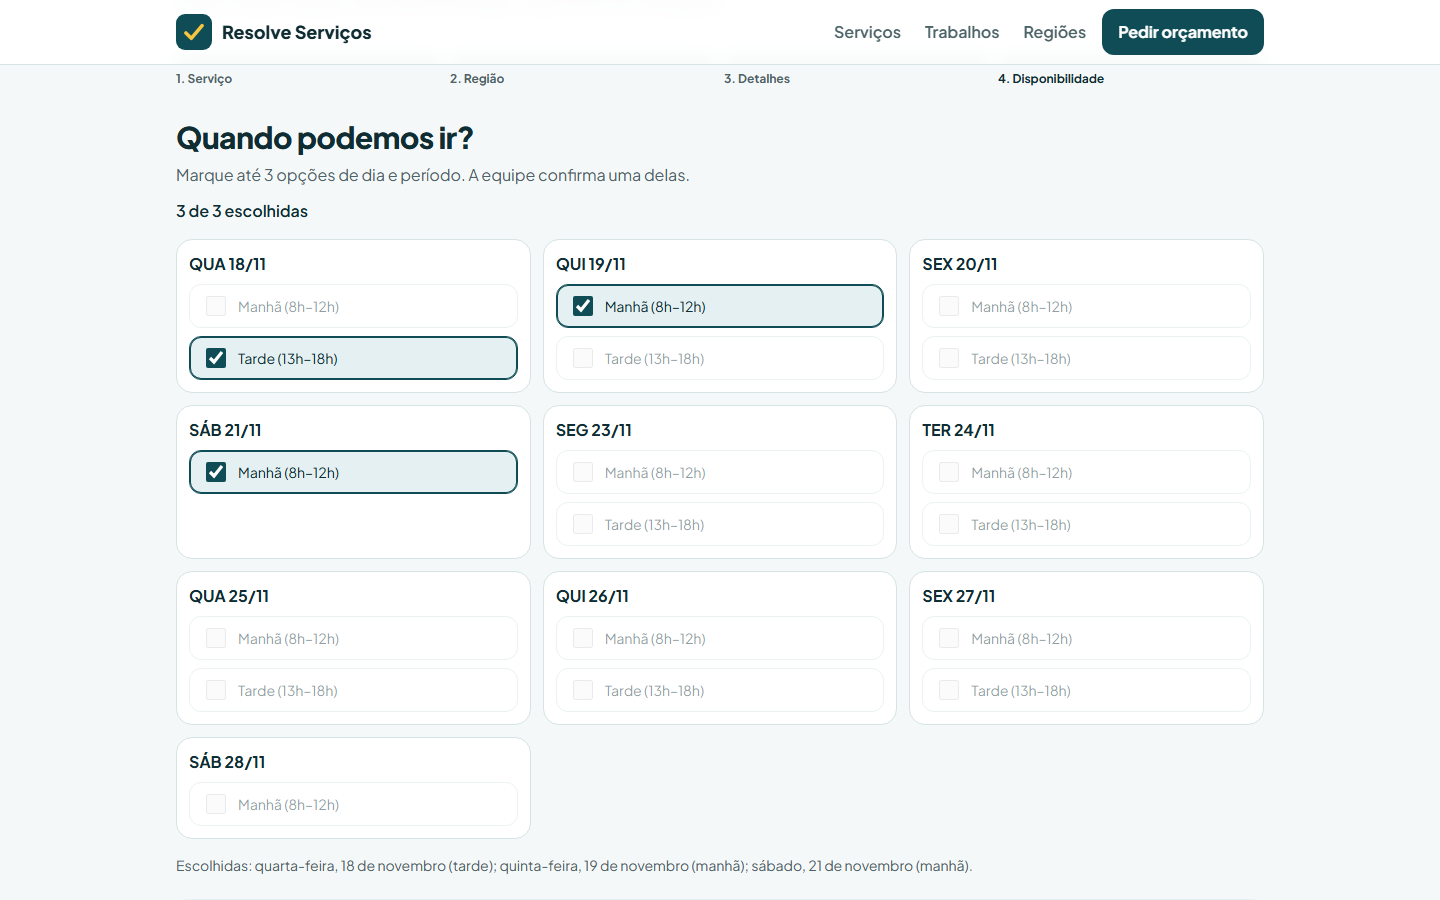 Resolve Serviços
Serviços
Trabalhos
Regiões
Pedir orçamento
1. Serviço
2. Região
3. Detalhes
4. Disponibilidade
Quando podemos ir?
Marque até 3 opções de dia e período. A equipe confirma uma delas.
3 de 3 escolhidas
QUA 18/11
Manhã (8h–12h)
Tarde (13h–18h)
QUI 19/11
Manhã (8h–12h)
Tarde (13h–18h)
SEX 20/11
Manhã (8h–12h)
Tarde (13h–18h)
SÁB 21/11
Manhã (8h–12h)
SEG 23/11
Manhã (8h–12h)
Tarde (13h–18h)
TER 24/11
Manhã (8h–12h)
Tarde (13h–18h)
QUA 25/11
Manhã (8h–12h)
Tarde (13h–18h)
QUI 26/11
Manhã (8h–12h)
Tarde (13h–18h)
SEX 27/11
Manhã (8h–12h)
Tarde (13h–18h)
SÁB 28/11
Manhã (8h–12h)
Escolhidas: quarta-feira, 18 de novembro (tarde); quinta-feira, 19 de novembro (manhã); sábado, 21 de novembro (manhã).